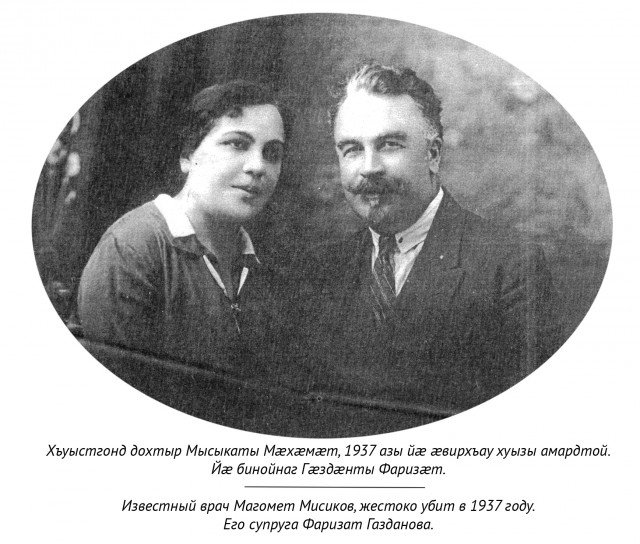 Хъуыстгонд дохтыр Мысыкаты Мæхæмæт, 1937 азы йæ æвирхъау хуызы амардтой.
Йæ бинойнаг Гæздæнты Фаризæт.
Известный врач Магомет Мисиков, жестоко убит в 1937 году.
Его супруга Фаризат Газданова.